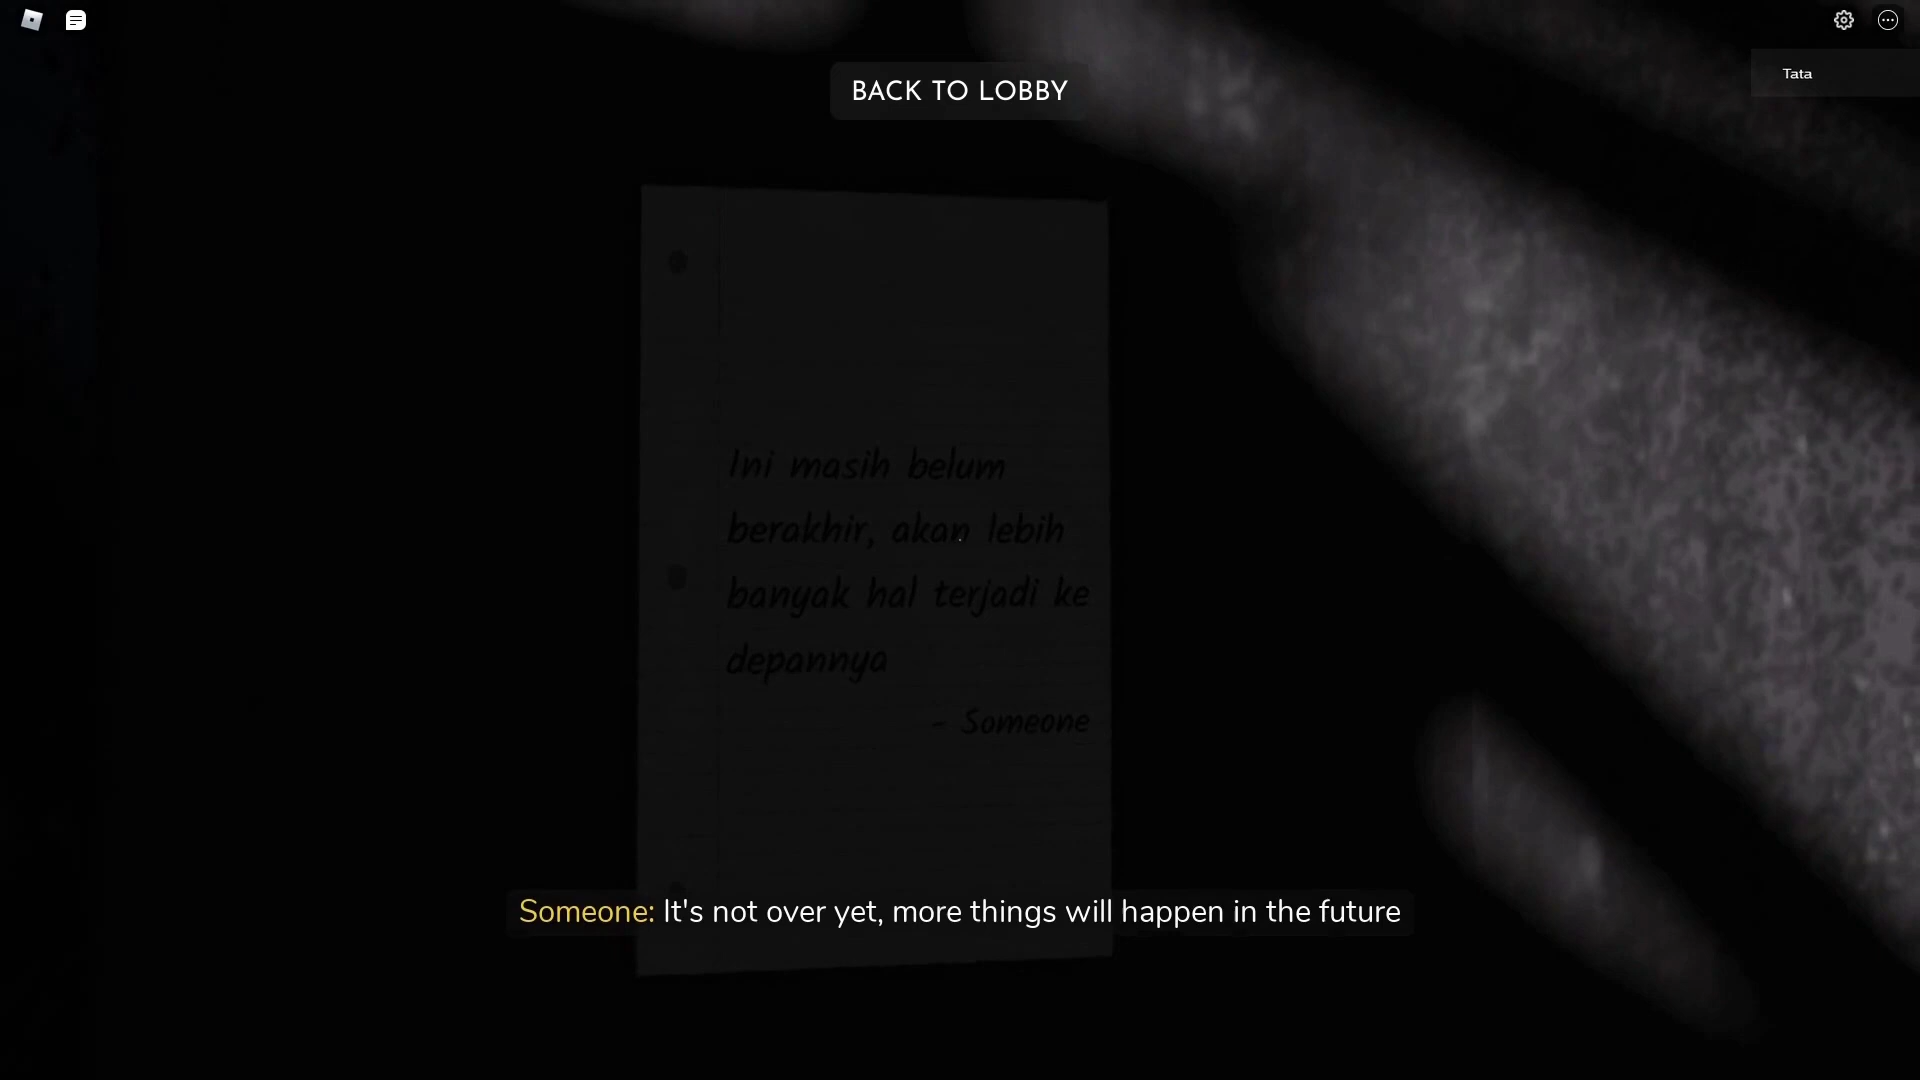 BACK TO LOBBY
Tata
Ini masih belum
berakhir, akan lebih
banyak hal terjadi ke
depannya
- Someone
Someone: It's not over yet, more things will happen in the future